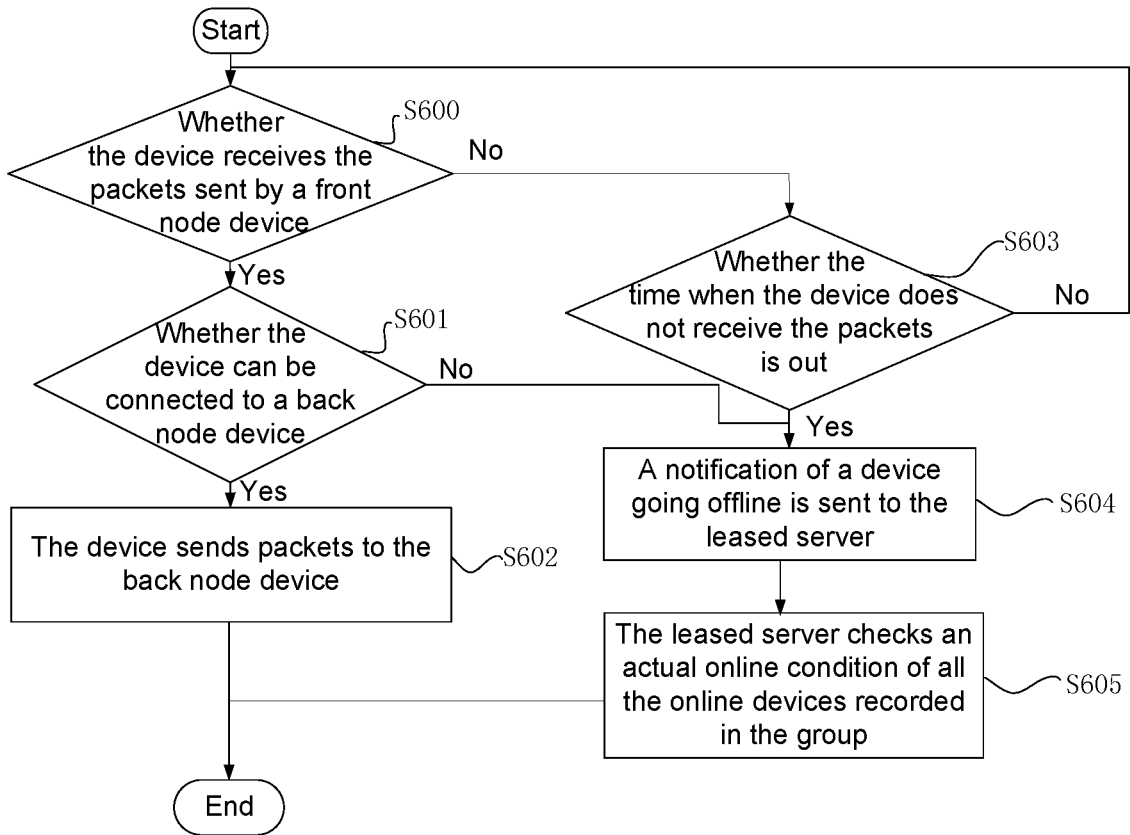 Start
Whether
the device receives the
packets sent by a front
node device
S600
No
Yes
Whether the
time when the device does
not receive the packets
is out
S603
No
Whether the
device can be
connected to a back
node device
S601
No
Yes
Yes
A notification of a device
going offline is sent to the
leased server
S604
The device sends packets to the
back node device
S602
The leased server checks an
actual online condition of all
the online devices recorded
in the group
S605
End